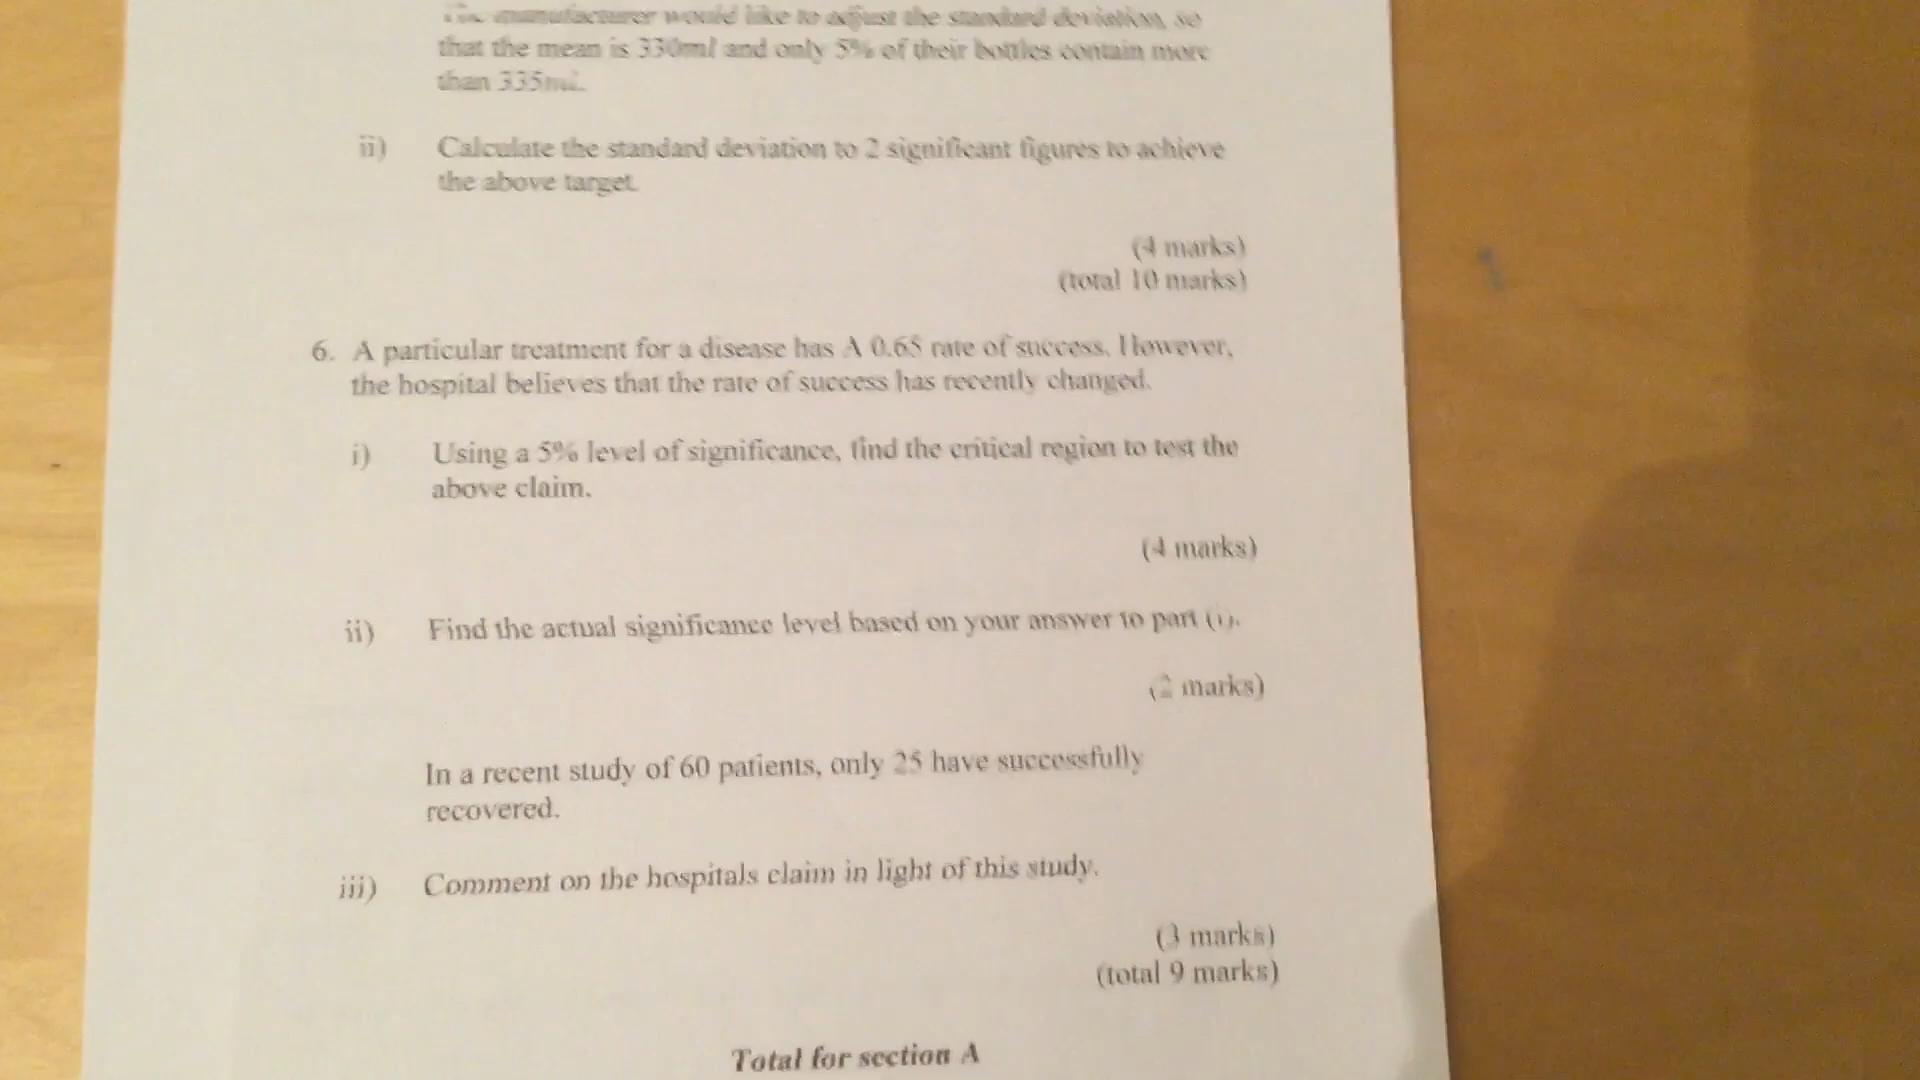 The manufacturer would like to adjust the standard deviation, so
that the mean is 330ml and only 5% of their bottles contain more
than 335ml.
ii) Calculate the standard deviation to 2 significant figures to achieve
the above target.
(4 marks)
(total 10 marks)
6. A particular treatment for a disease has A 0.65 rate of success. However,
the hospital believes that the rate of success has recently changed.
i) Using a 5% level of significance, find the critical region to test the
above claim.
(4 marks)
ii) Find the actual significance level based on your answer to part (i).
(2 marks)
In a recent study of 60 patients, only 25 have successfully
recovered.
iii) Comment on the hospitals claim in light of this study.
(3 marks)
(total 9 marks)
Total for section A